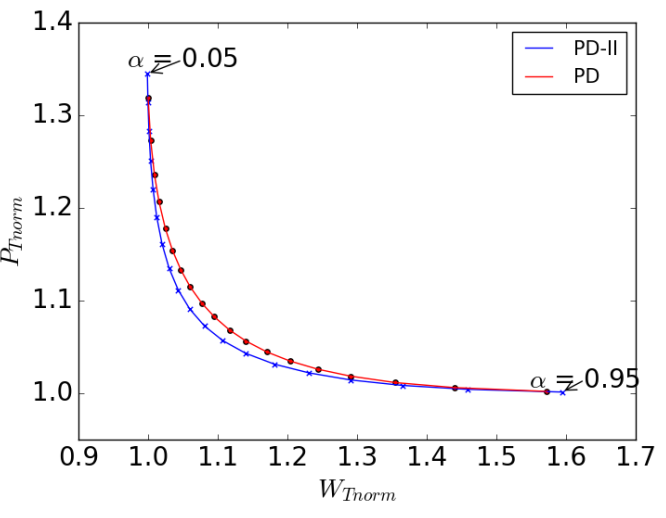 1.4
α = 0.05
PD-II
PD
1.3
1.2
P_Tnorm
1.1
1.0
α = 0.95
0.9 1.0 1.1 1.2 1.3 1.4 1.5 1.6 1.7
W_Tnorm